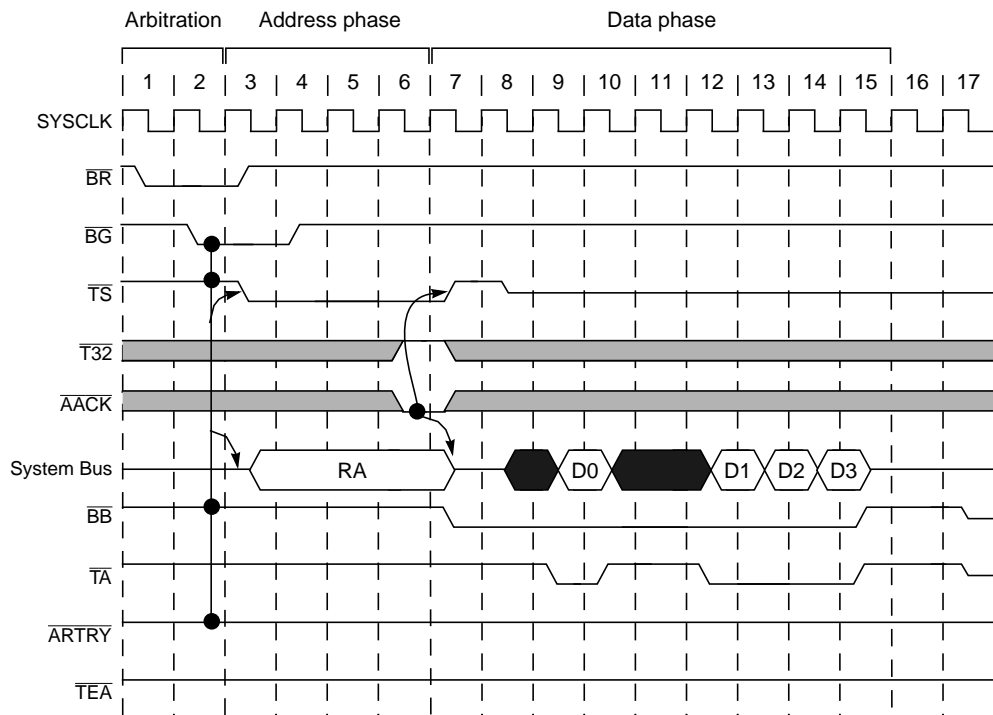 Arbitration Address phase Data phase
1 2 3 4 5 6 7 8 9 10 11 12 13 14 15 16 17
SYSCLK
BR
BG
TS
T32
AACK
System Bus RA D0 D1 D2 D3
BB
TA
ARTRY
TEA